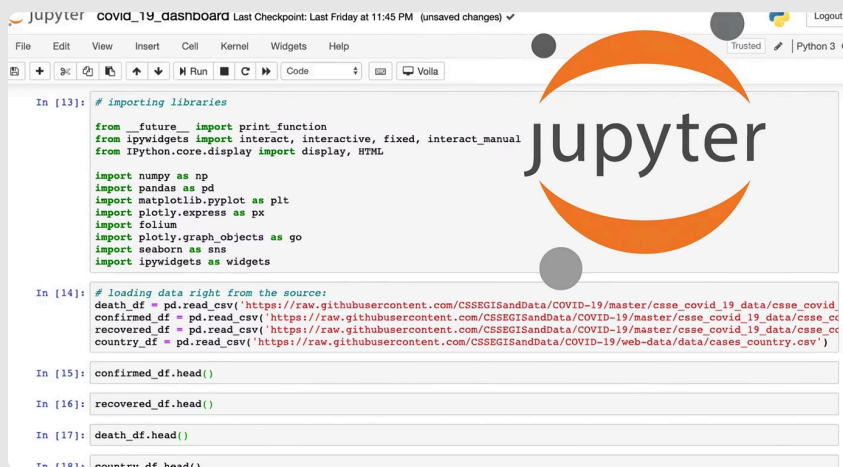 jupyter covid_19_dashboard Last Checkpoint: Last Friday at 11:45 PM (unsaved changes)
Logout
File Edit View Insert Cell Kernel Widgets Help
Trusted Python 3
Run Code Voila
In [13]: # importing libraries
from __future__ import print_function
from ipywidgets import interact, interactive, fixed, interact_manual
from IPython.core.display import display, HTML
import numpy as np
import pandas as pd
import matplotlib.pyplot as plt
import plotly.express as px
import folium
import plotly.graph_objects as go
import seaborn as sns
import ipywidgets as widgets
jupyter
In [14]: # loading data right from the source:
death_df = pd.read_csv('https://raw.githubusercontent.com/CSSEGISandData/COVID-19/master/csse_covid_19_data/csse_covid_
confirmed_df = pd.read_csv('https://raw.githubusercontent.com/CSSEGISandData/COVID-19/master/csse_covid_19_data/csse_co
recovered_df = pd.read_csv('https://raw.githubusercontent.com/CSSEGISandData/COVID-19/master/csse_covid_19_data/csse_co
country_df = pd.read_csv('https://raw.githubusercontent.com/CSSEGISandData/COVID-19/web-data/data/cases_country.csv')
In [15]: confirmed_df.head()
In [16]: recovered_df.head()
In [17]: death_df.head()
In [18]: country_df.head()